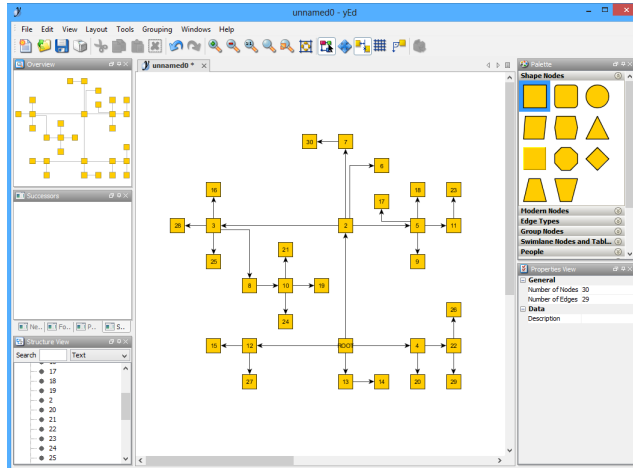 unnamed0 - yEd
File Edit View Layout Tools Grouping Windows Help
Overview
unnamed0 *
Palette
Shape Nodes
Modern Nodes
Edge Types
Group Nodes
Swimlane Nodes and Tabl...
People
Successors
Ne... Fo... P... S...
Structure View
Search Text
17
18
19
2
20
21
22
23
24
25
30 7
6
16 18 23
17
28 3 2 5 11
21
25 9
8 10 19
24 26
15 12 ROOT 4 22
27 13 14 20 29
Properties View
General
Number of Nodes 30
Number of Edges 29
Data
Description